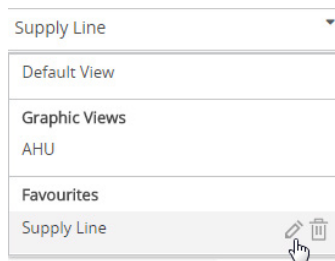 Supply Line
Default View
Graphic Views
AHU
Favourites
Supply Line